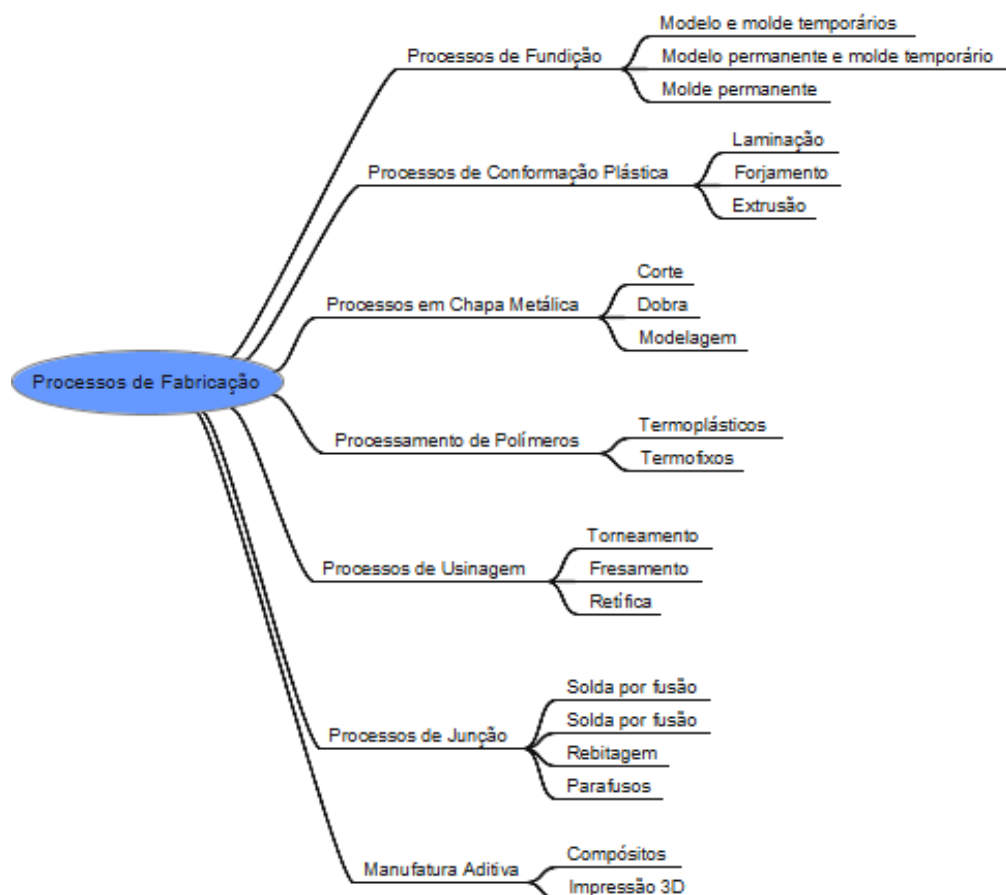 Modelo e molde temporários
Processos de Fundição
Modelo permanente e molde temporário
Molde permanente
Laminação
Processos de Conformação Plástica
Forjamento
Extrusão
Corte
Processos em Chapa Metálica
Dobra
Modelagem
Processos de Fabricação
Termoplásticos
Processamento de Polímeros
Termofixos
Torneamento
Processos de Usinagem
Fresamento
Retífica
Solda por fusão
Solda por fusão
Processos de Junção
Rebitagem
Parafusos
Compósitos
Manufatura Aditiva
Impressão 3D